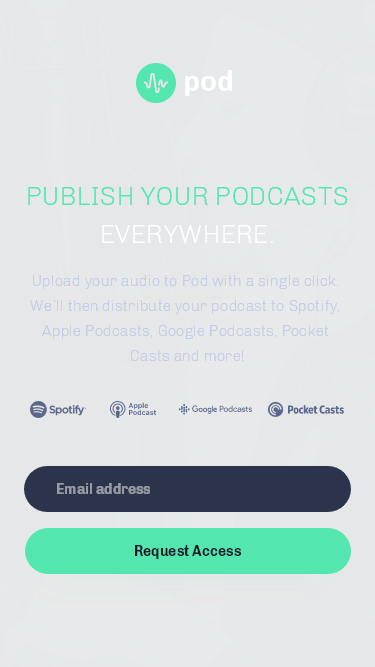 pod
PUBLISH YOUR PODCASTS
EVERYWHERE.
Upload your audio to Pod with a single click.
We’ll then distribute your podcast to Spotify,
Apple Podcasts, Google Podcasts, Pocket
Casts and more!
Spotify
Apple
Podcast
Google Podcasts
Pocket Casts
Email address
Request Access